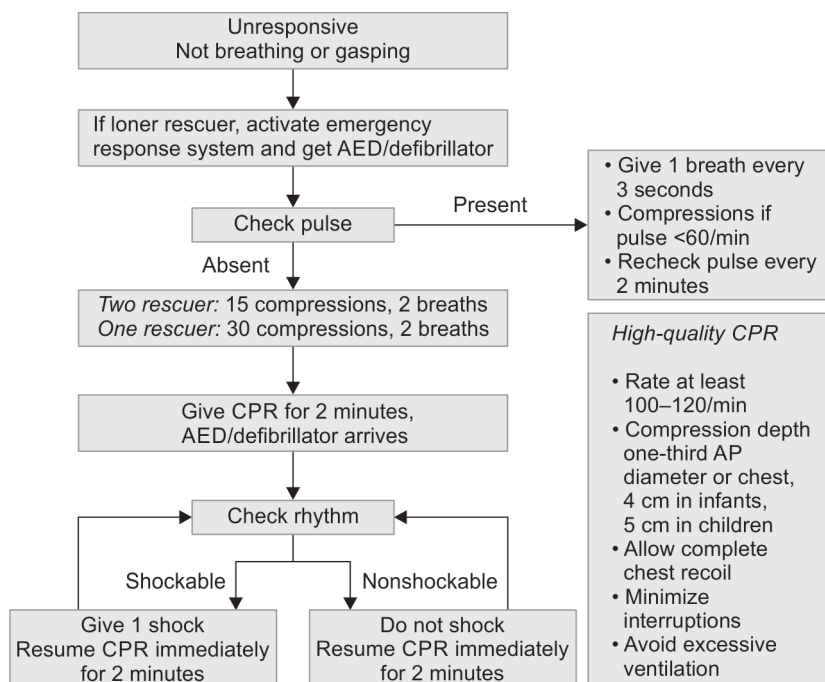 Unresponsive
Not breathing or gasping
If loner rescuer, activate emergency
response system and get AED/defibrillator
Check pulse
Present
• Give 1 breath every
3 seconds
• Compressions if
pulse <60/min
• Recheck pulse every
2 minutes
Absent
Two rescuer: 15 compressions, 2 breaths
One rescuer: 30 compressions, 2 breaths
Give CPR for 2 minutes,
AED/defibrillator arrives
Check rhythm
Shockable
Nonshockable
Give 1 shock
Resume CPR immediately
for 2 minutes
Do not shock
Resume CPR immediately
for 2 minutes
High-quality CPR
• Rate at least
100–120/min
• Compression depth
one-third AP
diameter or chest,
4 cm in infants,
5 cm in children
• Allow complete
chest recoil
• Minimize
interruptions
• Avoid excessive
ventilation